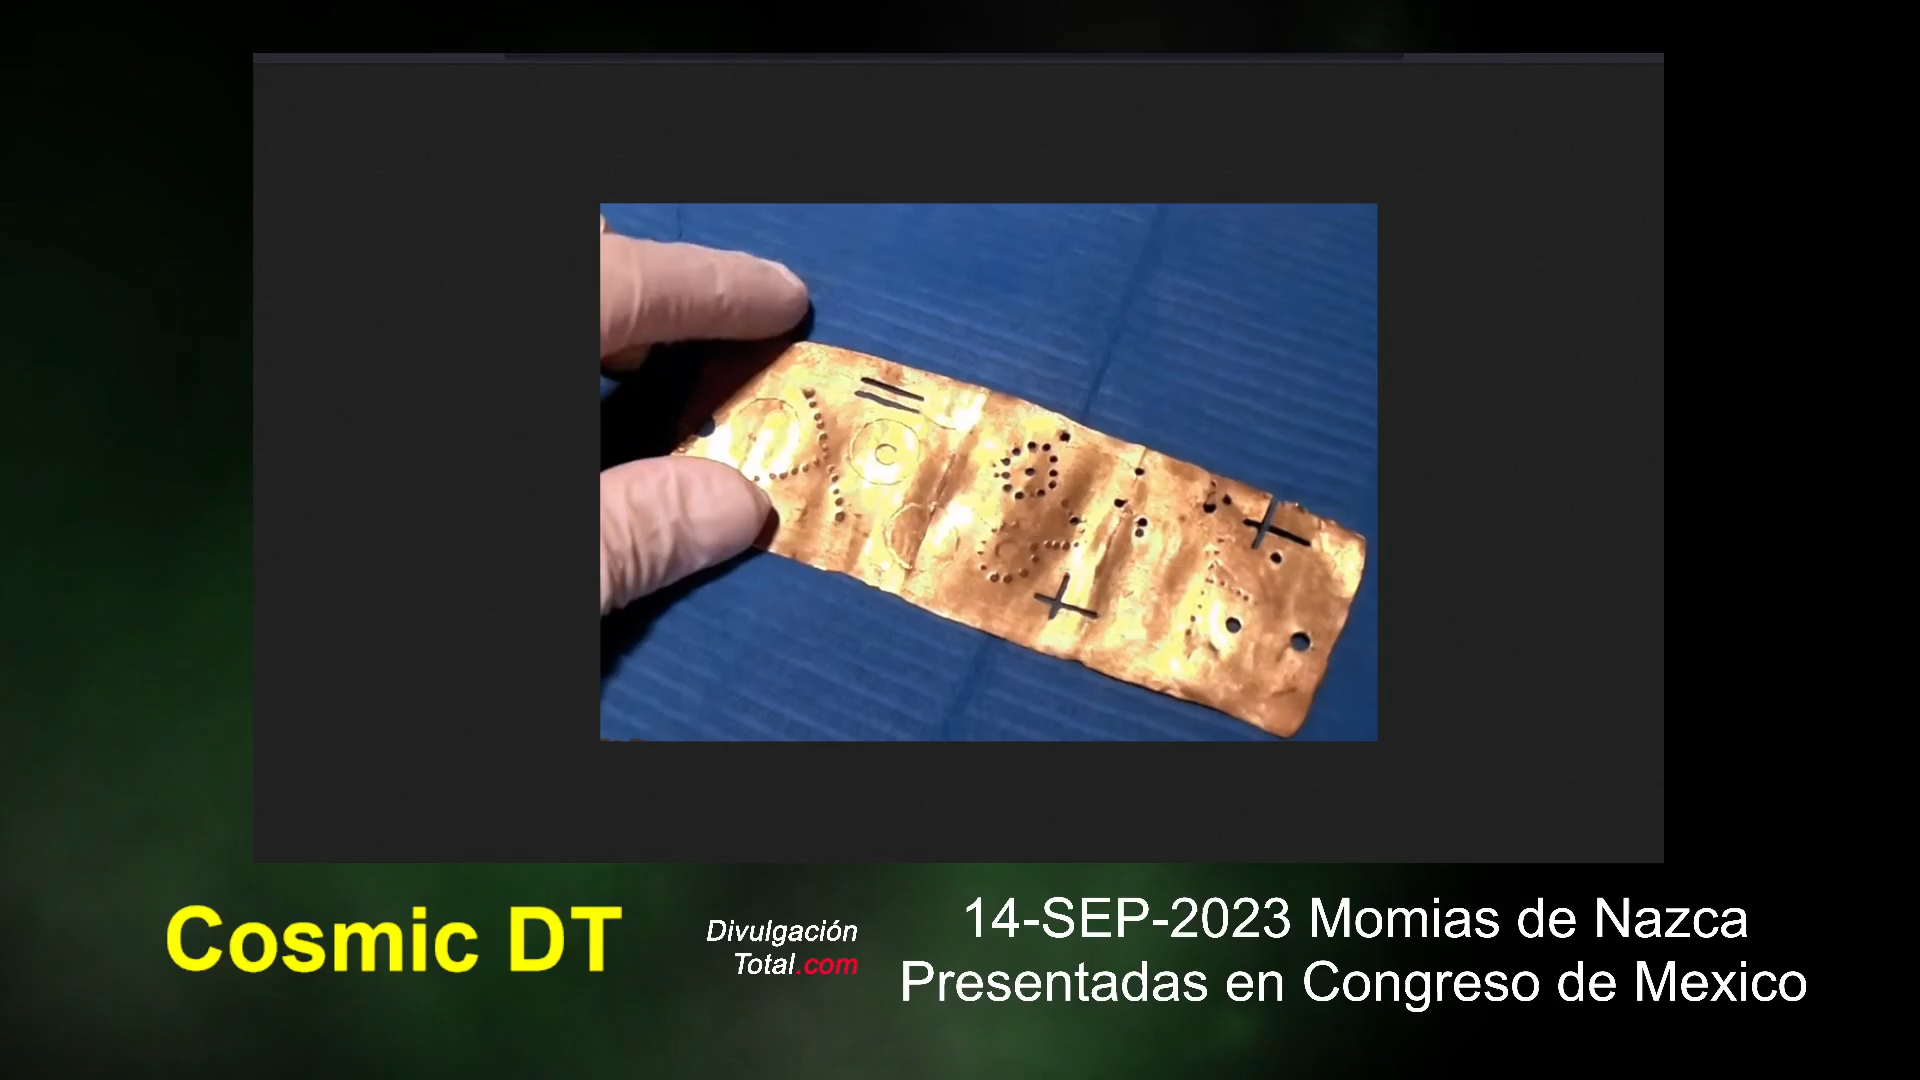 Cosmic DT
Divulgación
Total.com
14-SEP-2023 Momias de Nazca
Presentadas en Congreso de Mexico